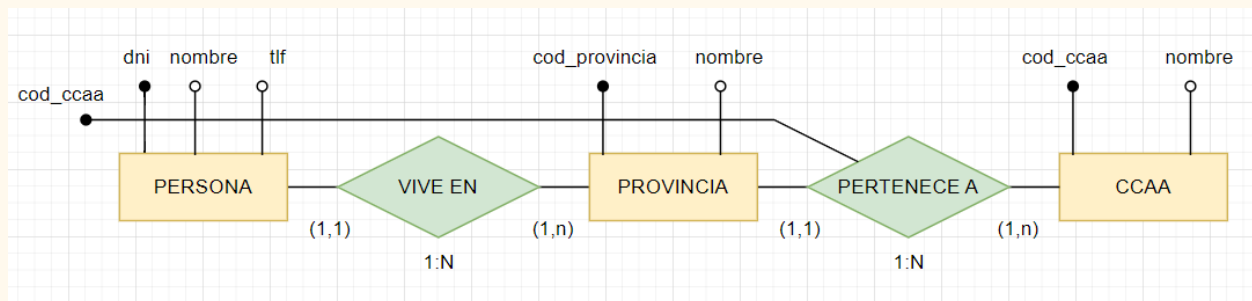 dni nombre tlf cod_provincia nombre cod_ccaa nombre
cod_ccaa
PERSONA VIVE EN PROVINCIA PERTENECE A CCAA
(1,1) (1,n) (1,1) (1,n)
1:N 1:N